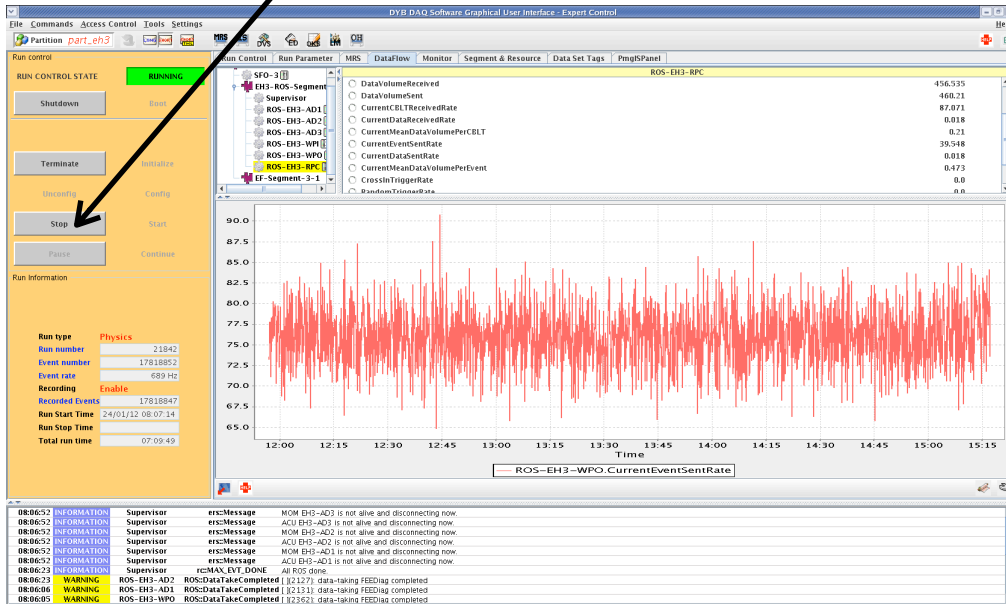 DYB DAQ Software Graphical User Interface - Expert Control
File Commands Access Control Tools Settings He
Partition part_eh3 MRS DVS OKS LM OH
Run control
RUN CONTROL STATE RUNNING
Shutdown Boot
Terminate Initialize
Unconfig Config
Stop Start
Pause Continue
Run Information
Run type Physics
Run number 21842
Event number 17818852
Event rate 689 Hz
Recording Enable
Recorded Events 17818847
Run Start Time 24/01/12 08:07:14
Run Stop Time
Total run time 07:09:49
Run Control Run Parameter MRS DataFlow Monitor Segment & Resource Data Set Tags PmgISPanel
SFO-3
EH3-ROS-Segment
Supervisor
ROS-EH3-AD1
ROS-EH3-AD2
ROS-EH3-AD3
ROS-EH3-WPI
ROS-EH3-WPO
ROS-EH3-RPC
EF-Segment-3-1
ROS-EH3-RPC
DataVolumeReceived 456.535
DataVolumeSent 460.21
CurrentCBLTReceivedRate 87.071
CurrentDataReceivedRate 0.018
CurrentMeanDataVolumePerCBLT 0.21
CurrentEventSentRate 39.548
CurrentDataSentRate 0.018
CurrentMeanDataVolumePerEvent 0.473
CrossInTriggerRate 0.0
RandomTriggerRate 0.0
90.0
87.5
85.0
82.5
80.0
77.5
75.0
72.5
70.0
67.5
65.0
12:00 12:15 12:30 12:45 13:00 13:15 13:30 13:45 14:00 14:15 14:30 14:45 15:00 15:15
Time
ROS-EH3-WPO.CurrentEventSentRate
08:06:52 INFORMATION Supervisor ers::Message MOM EH3-AD3 is not alive and disconnecting now.
08:06:52 INFORMATION Supervisor ers::Message ACU EH3-AD3 is not alive and disconnecting now.
08:06:52 INFORMATION Supervisor ers::Message MOM EH3-AD2 is not alive and disconnecting now.
08:06:52 INFORMATION Supervisor ers::Message ACU EH3-AD2 is not alive and disconnecting now.
08:06:52 INFORMATION Supervisor ers::Message MOM EH3-AD1 is not alive and disconnecting now.
08:06:52 INFORMATION Supervisor ers::Message ACU EH3-AD1 is not alive and disconnecting now.
08:06:23 INFORMATION Supervisor rc::MAX_EVT_DONE All ROS done.
08:06:23 WARNING ROS-EH3-AD2 ROS::DataTakeCompleted [ ](2127): data-taking FEEDiag completed
08:06:06 WARNING ROS-EH3-AD1 ROS::DataTakeCompleted [ ](2131): data-taking FEEDiag completed
08:06:05 WARNING ROS-EH3-WPO ROS::DataTakeCompleted [ ](2362): data-taking FEEDiag completed